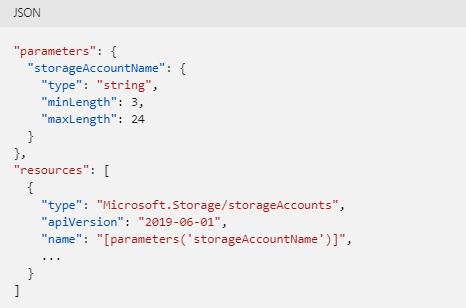 JSON
"parameters": {
  "storageAccountName": {
    "type": "string",
    "minLength": 3,
    "maxLength": 24
  }
},
"resources": [
  {
    "type": "Microsoft.Storage/storageAccounts",
    "apiVersion": "2019-06-01",
    "name": "[parameters('storageAccountName')]",
    ...
  }
]